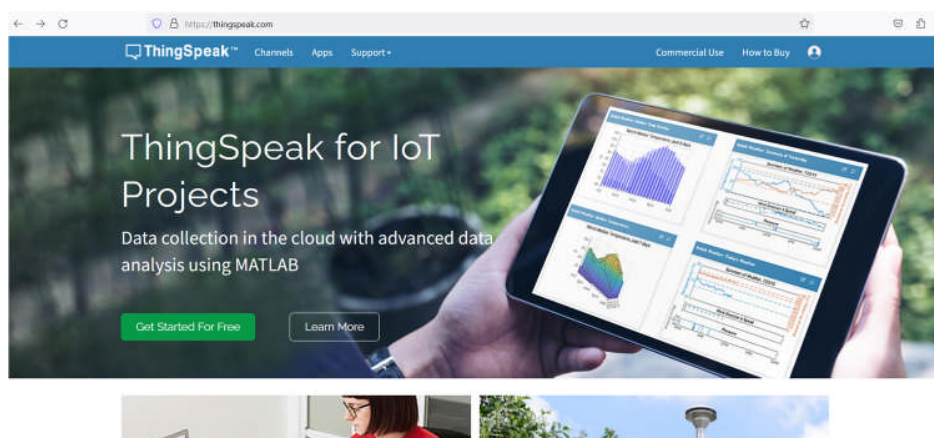 https://thingspeak.com
ThingSpeak™ Channels Apps Support Commercial Use How to Buy
ThingSpeak for IoT
Projects
Data collection in the cloud with advanced data
analysis using MATLAB
Get Started For Free Learn More